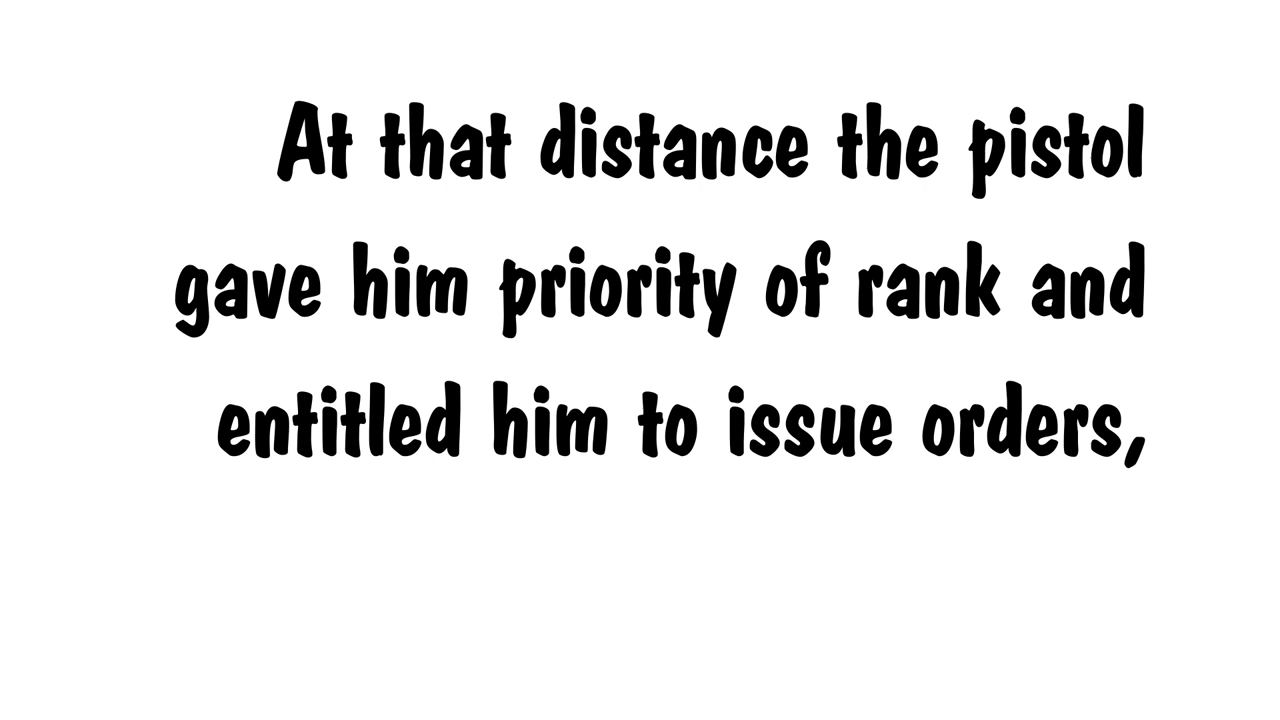 At that distance the pistol
gave him priority of rank and
entitled him to issue orders,